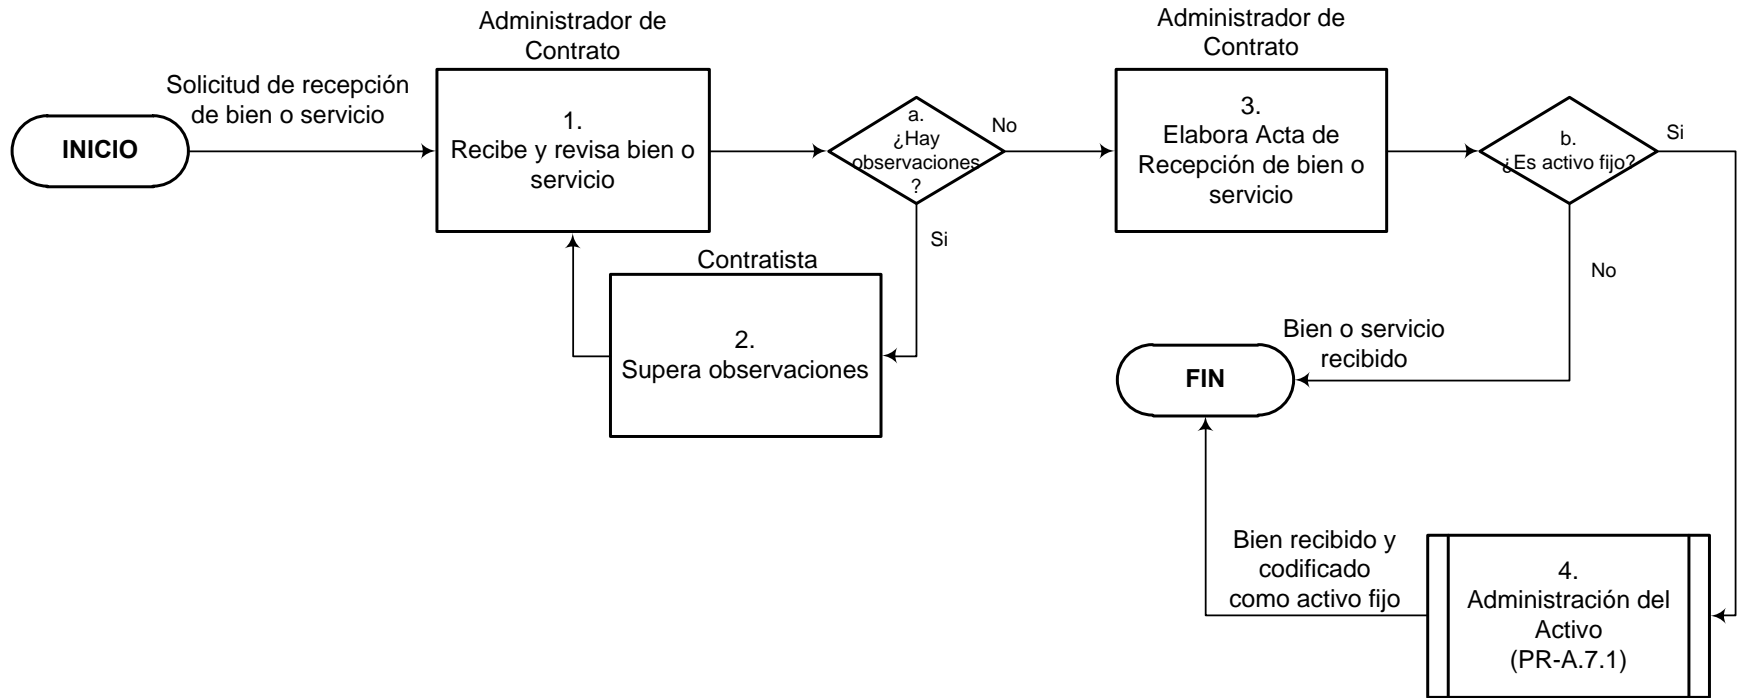 INICIO
Solicitud de recepción
de bien o servicio
Administrador de
Contrato
1.
Recibe y revisa bien o
servicio
a.
¿Hay
observaciones
?
No
Si
Contratista
2.
Supera observaciones
Administrador de
Contrato
3.
Elabora Acta de
Recepción de bien o
servicio
b.
¿Es activo fijo?
Si
No
Bien o servicio
recibido
FIN
Bien recibido y
codificado
como activo fijo
4.
Administración del
Activo
(PR-A.7.1)